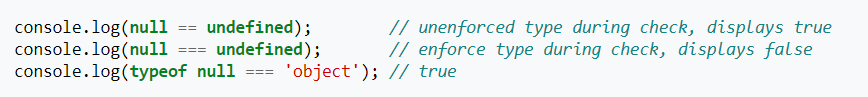 console.log(null == undefined);        // unenforced type during check, displays true
console.log(null === undefined);       // enforce type during check, displays false
console.log(typeof null === 'object'); // true